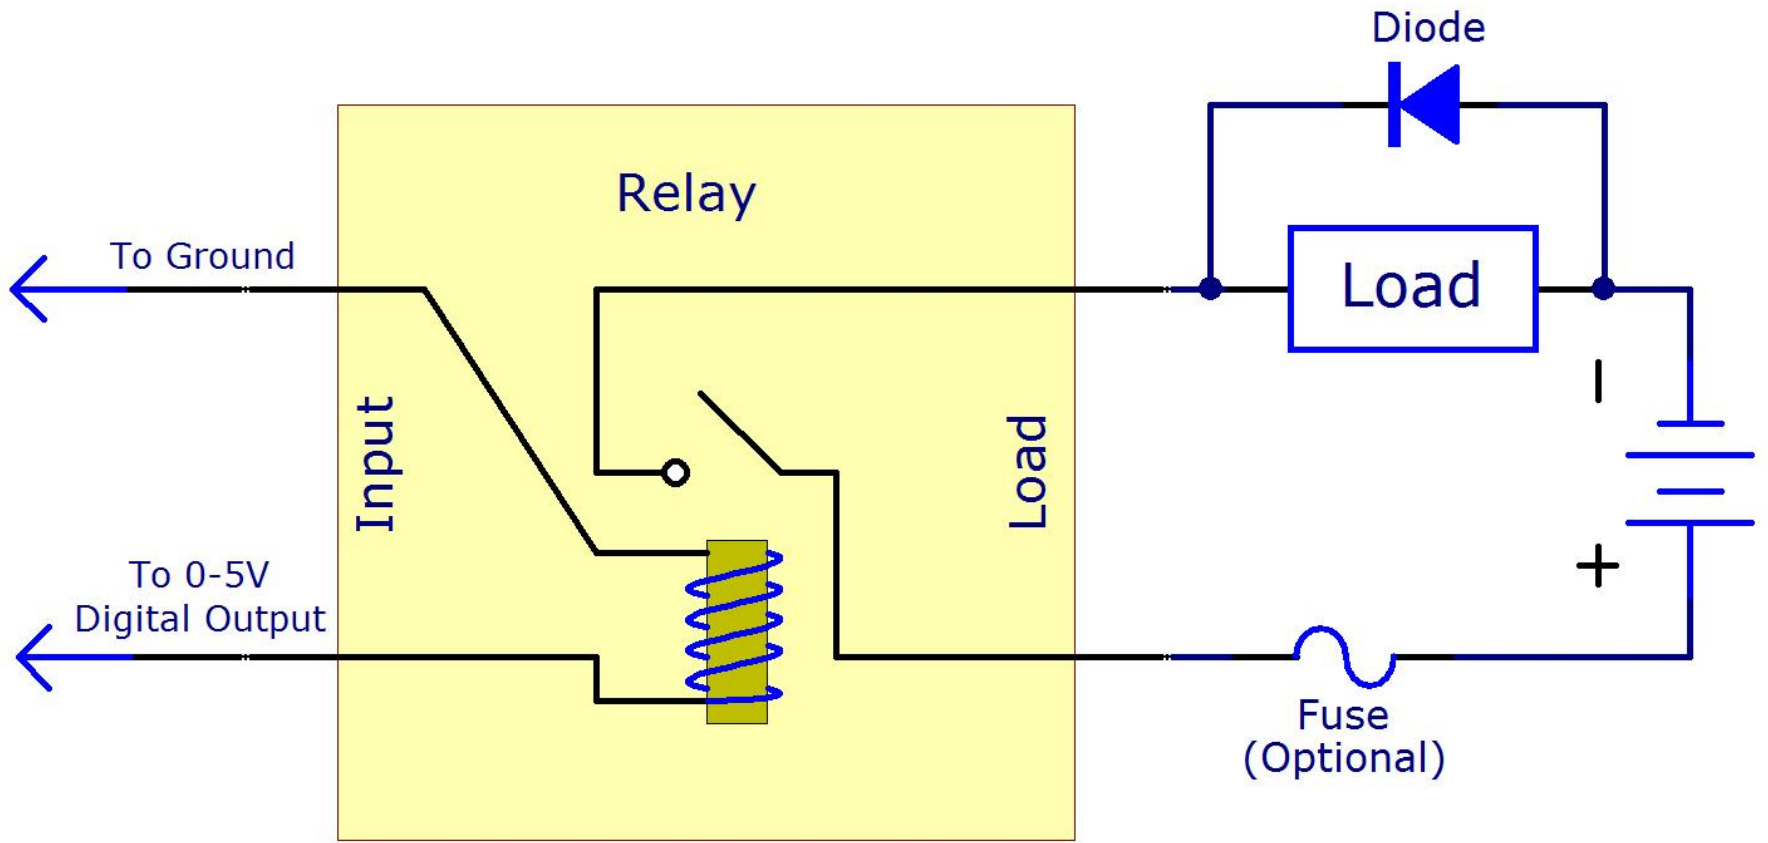 Diode
Relay
To Ground
Load
Input
Load
−
+
To 0-5V
Digital Output
Fuse
(Optional)